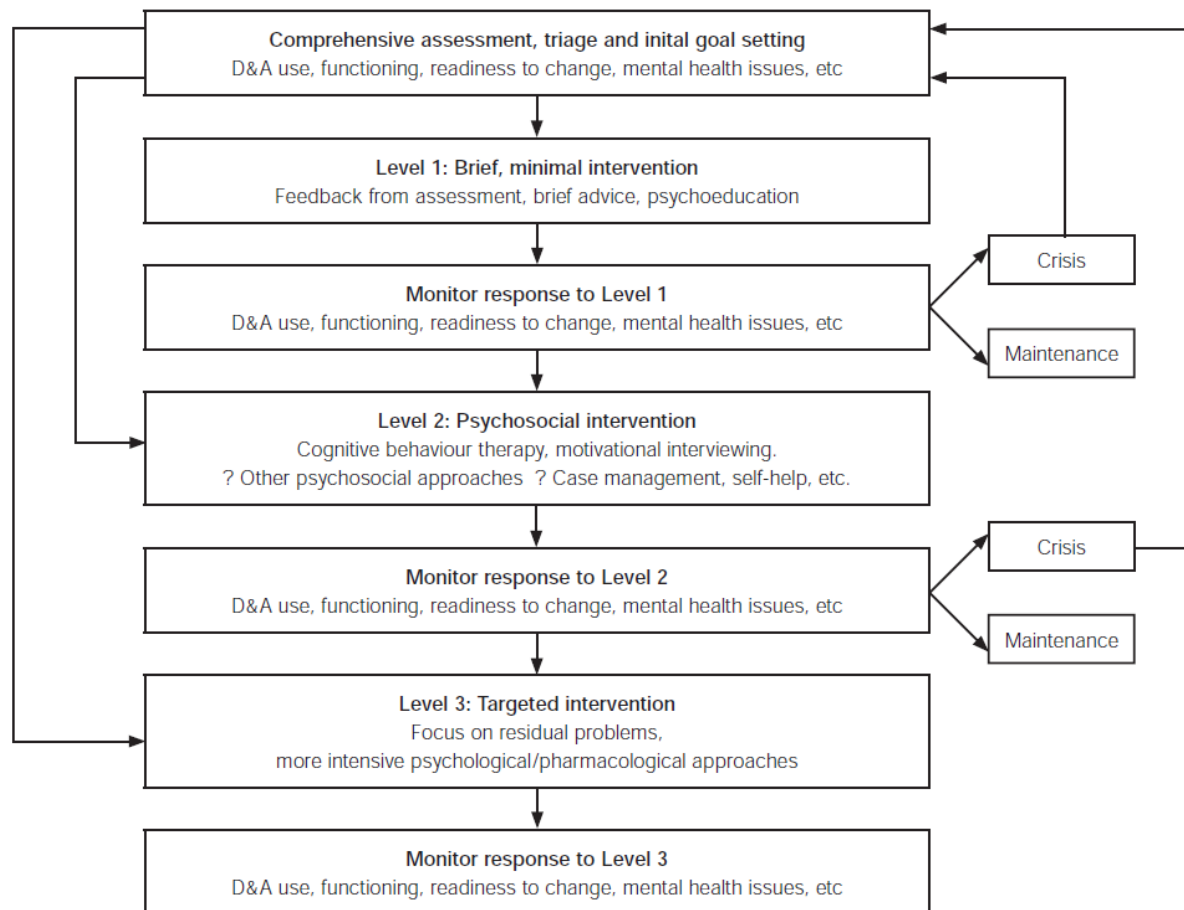 Comprehensive assessment, triage and inital goal setting
D&A use, functioning, readiness to change, mental health issues, etc
Level 1: Brief, minimal intervention
Feedback from assessment, brief advice, psychoeducation
Crisis
Monitor response to Level 1
D&A use, functioning, readiness to change, mental health issues, etc
Maintenance
Level 2: Psychosocial intervention
Cognitive behaviour therapy, motivational interviewing.
? Other psychosocial approaches ? Case management, self-help, etc.
Crisis
Monitor response to Level 2
D&A use, functioning, readiness to change, mental health issues, etc
Maintenance
Level 3: Targeted intervention
Focus on residual problems,
more intensive psychological/pharmacological approaches
Monitor response to Level 3
D&A use, functioning, readiness to change, mental health issues, etc